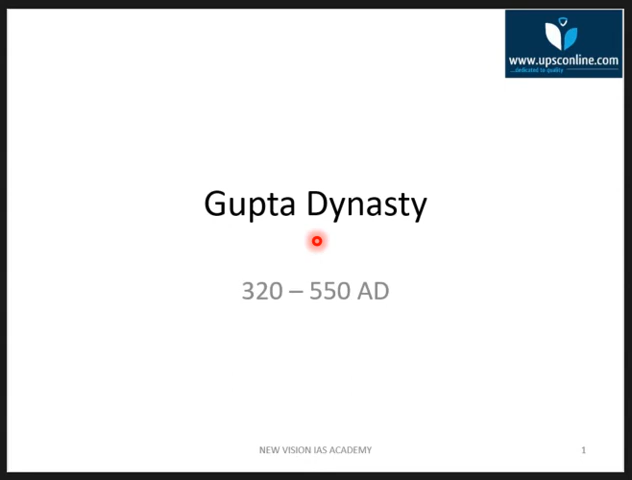 www.upsconline.com
...dedicated to quality
Gupta Dynasty
320 – 550 AD
NEW VISION IAS ACADEMY
1